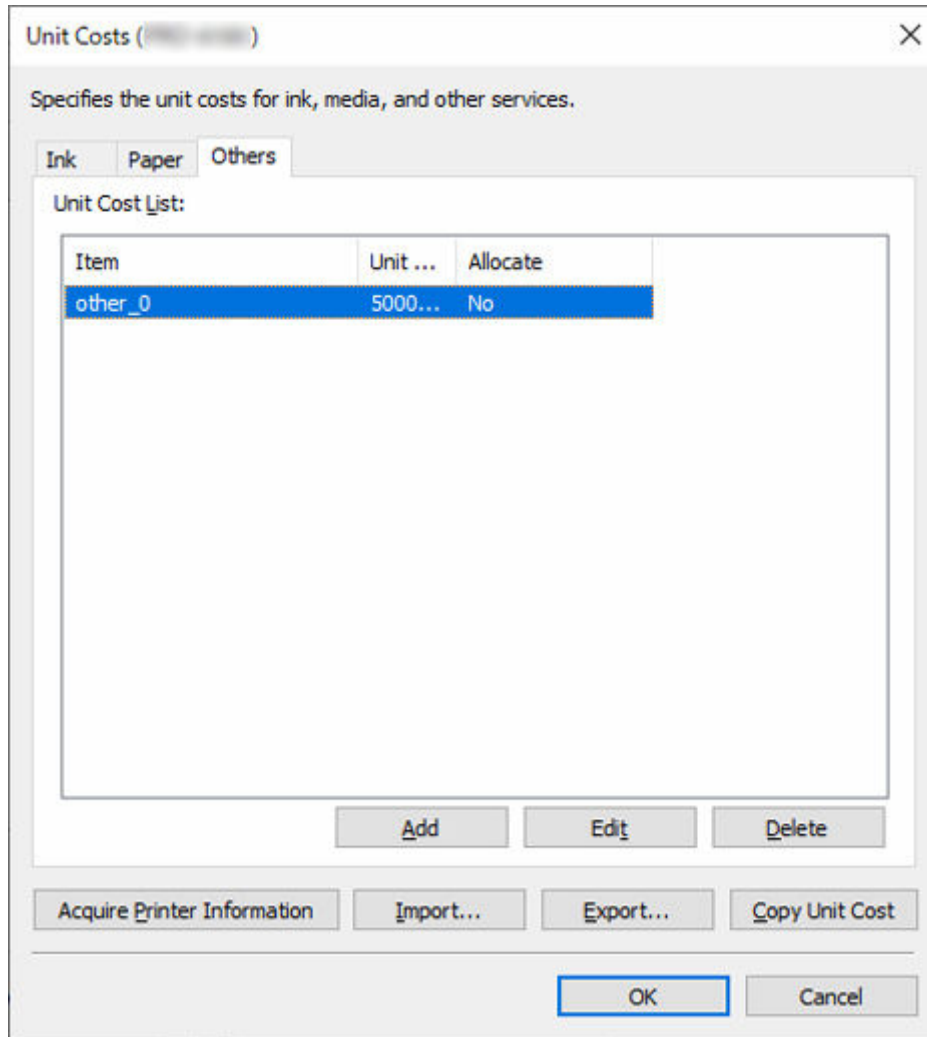 Unit Costs ( )
Specifies the unit costs for ink, media, and other services.
Ink Paper Others
Unit Cost List:
Item Unit ... Allocate
other_0 5000... No
Add Edit Delete
Acquire Printer Information Import... Export... Copy Unit Cost
OK Cancel